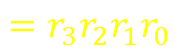 = r₃r₂r₁r₀